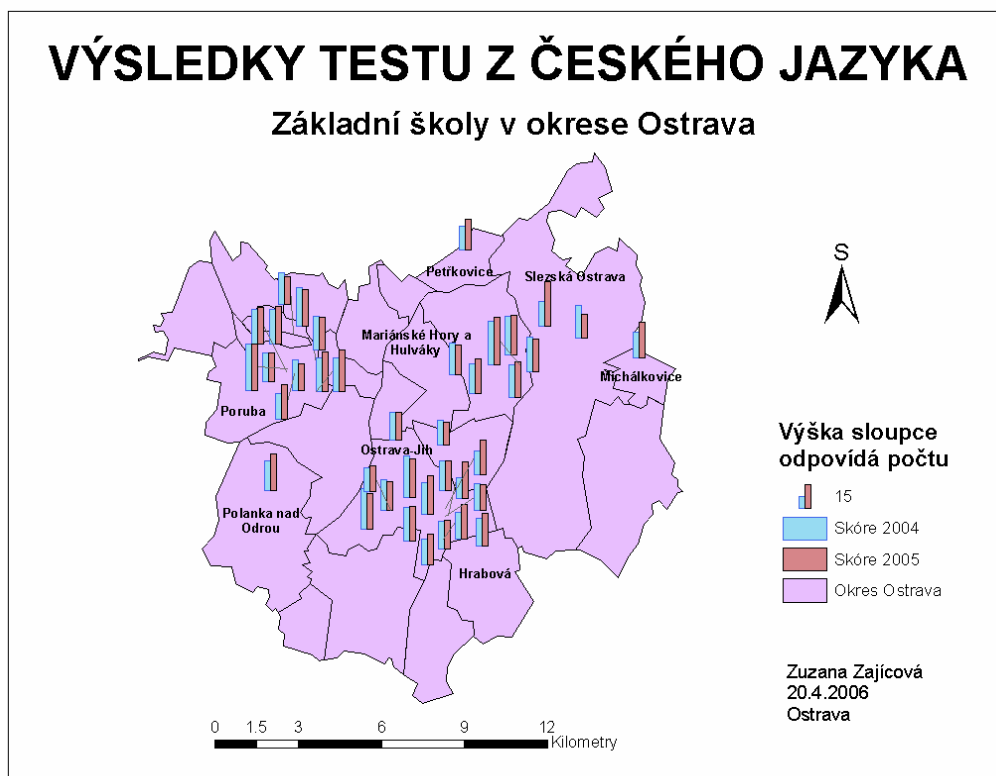 VÝSLEDKY TESTU Z ČESKÉHO JAZYKA
Základní školy v okrese Ostrava
Petřkovice
Slezská Ostrava
S
Mariánské Hory a
Hulváky
Michálkovice
Poruba
Ostrava-Jih
Polanka nad
Odrou
Hrabová
Výška sloupce
odpovídá počtu
15
Skóre 2004
Skóre 2005
Okres Ostrava
Zuzana Zajícová
20.4.2006
Ostrava
0 1.5 3 6 9 12
Kilometry